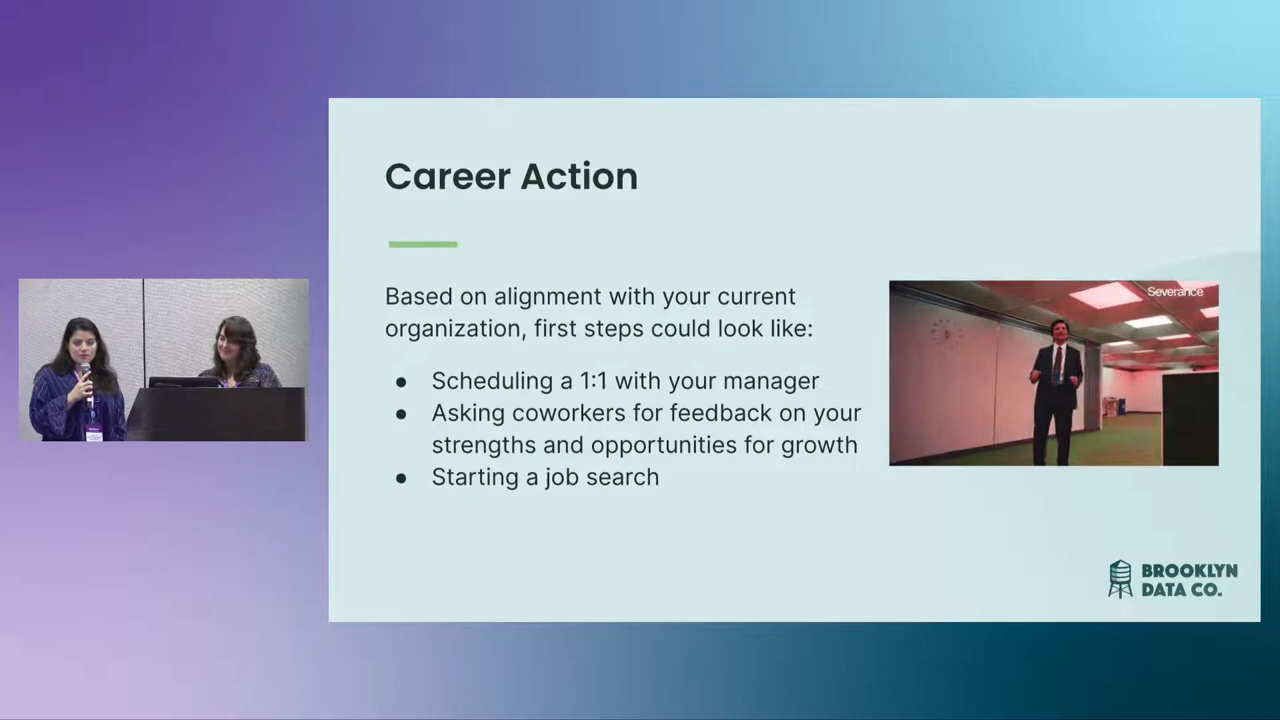 Career Action
Based on alignment with your current
organization, first steps could look like:
● Scheduling a 1:1 with your manager
● Asking coworkers for feedback on your
strengths and opportunities for growth
● Starting a job search
Severance
BROOKLYN
DATA CO.